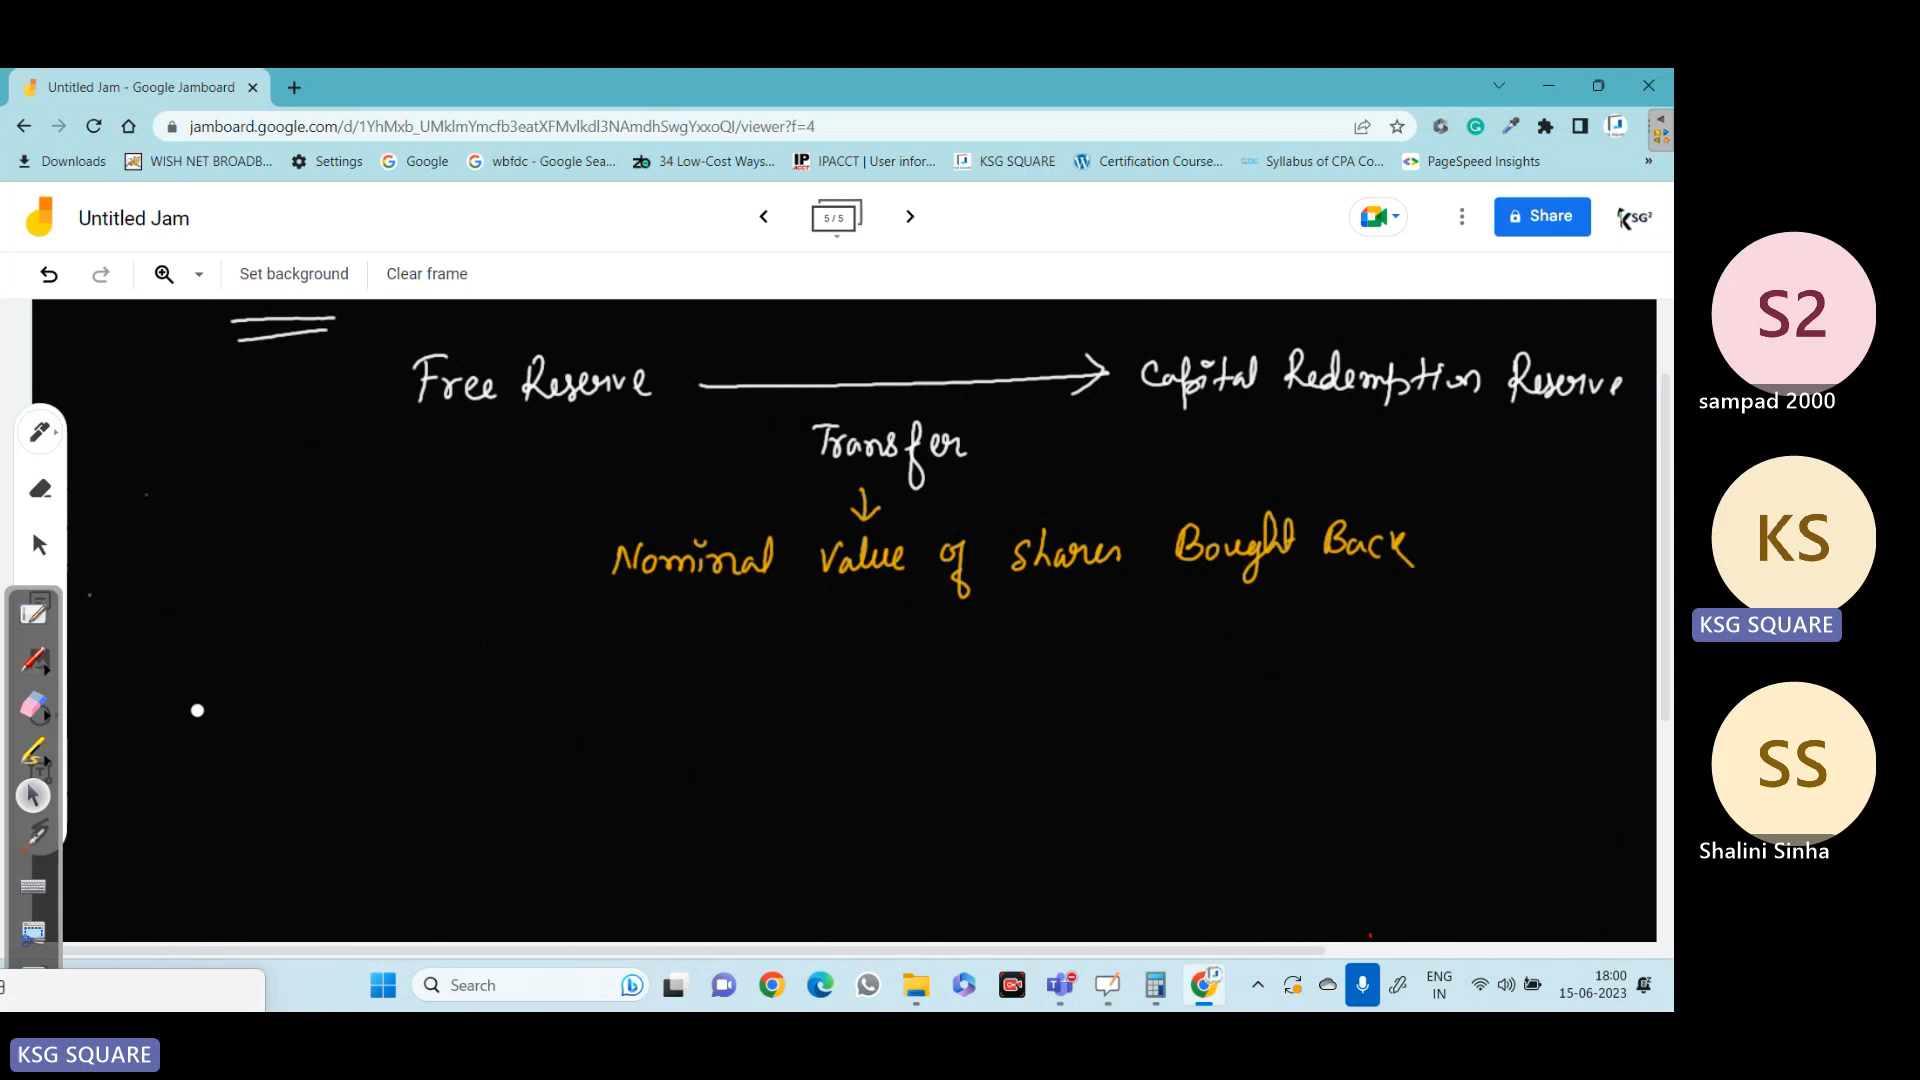 Untitled Jam - Google Jamboard
jamboard.google.com/d/1YhMxb_UMklmYmcfb3eatXFMvlkdl3NAmdhSwgYxxoQI/viewer?f=4
Downloads WISH NET BROADB... Settings Google wbfdc - Google Sea... 34 Low-Cost Ways... IPACCT | User infor... KSG SQUARE Certification Course... Syllabus of CPA Co... PageSpeed Insights »
Untitled Jam 5 / 5 Share KSG²
Set background Clear frame
Free Reserve Capital Redemption Reserve
Transfer
Nominal value of shares Bought Back
S2
sampad 2000
KS
KSG SQUARE
SS
Shalini Sinha
Search
ENG
IN
18:00
15-06-2023
KSG SQUARE